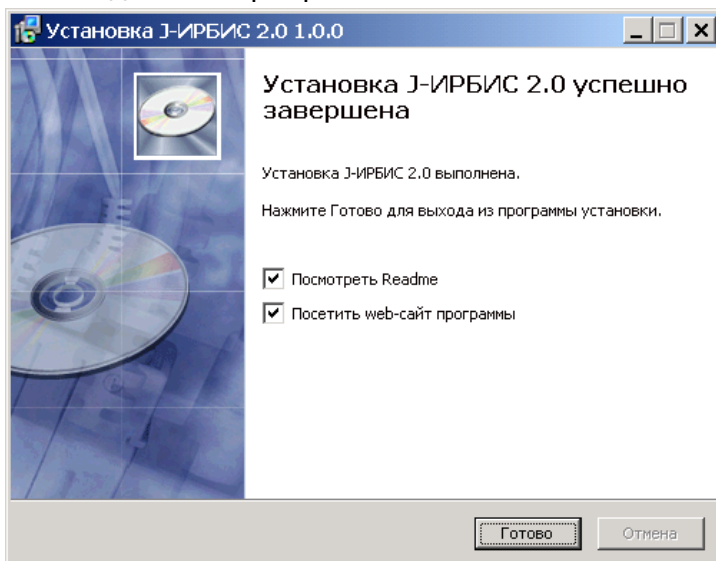 Установка J-ИРБИС 2.0 1.0.0
Установка J-ИРБИС 2.0 успешно
завершена
Установка J-ИРБИС 2.0 выполнена.
Нажмите Готово для выхода из программы установки.
Посмотреть Readme
Посетить web-сайт программы
Готово
Отмена